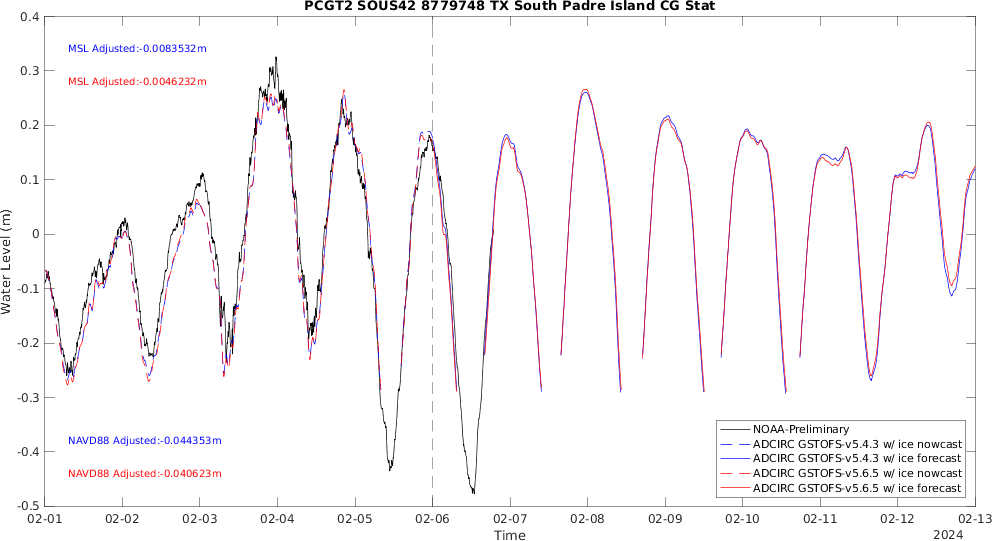 PCGT2 SOUS42 8779748 TX South Padre Island CG Stat
MSL Adjusted:-0.0083532m
MSL Adjusted:-0.0046232m
NAVD88 Adjusted:-0.044353m
NAVD88 Adjusted:-0.040623m
Water Level (m)
0.4
0.3
0.2
0.1
0
-0.1
-0.2
-0.3
-0.4
-0.5
NOAA-Preliminary
ADCIRC GSTOFS-v5.4.3 w/ ice nowcast
ADCIRC GSTOFS-v5.4.3 w/ ice forecast
ADCIRC GSTOFS-v5.6.5 w/ ice nowcast
ADCIRC GSTOFS-v5.6.5 w/ ice forecast
02-01 02-02 02-03 02-04 02-05 02-06 02-07 02-08 02-09 02-10 02-11 02-12 02-13
Time
2024